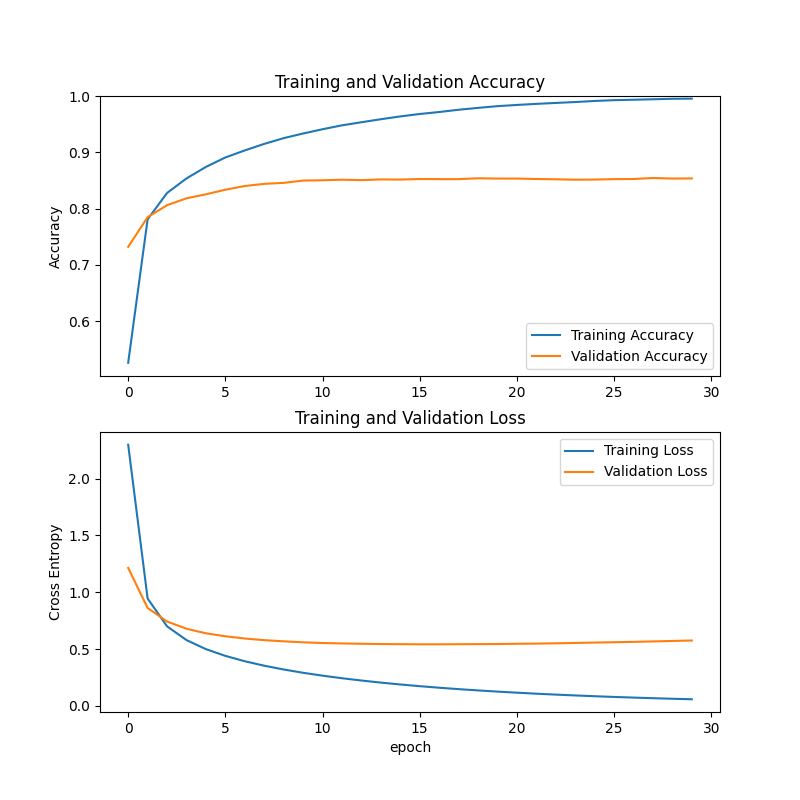 Training and Validation Accuracy
1.0
0.9
0.8
0.7
0.6
Accuracy
Training Accuracy
Validation Accuracy
0 5 10 15 20 25 30
Training and Validation Loss
2.0
1.5
1.0
0.5
0.0
Cross Entropy
Training Loss
Validation Loss
0 5 10 15 20 25 30
epoch